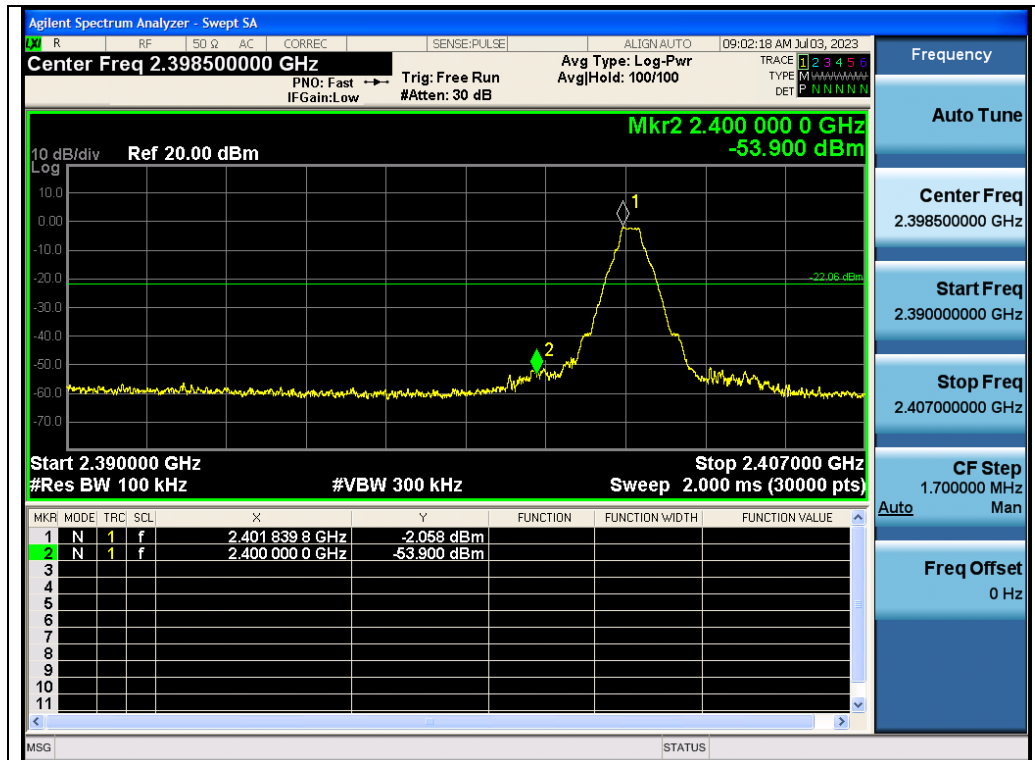 Agilent Spectrum Analyzer - Swept SA
LXI R RF 50 Ω AC CORREC SENSE:PULSE ALIGN AUTO 09:02:18 AM Jul 03, 2023
Center Freq 2.398500000 GHz
PNO: Fast
IFGain:Low
Trig: Free Run
#Atten: 30 dB
Avg Type: Log-Pwr
Avg|Hold: 100/100
TRACE 1 2 3 4 5 6
TYPE M W W W W W
DET P N N N N N
Mkr2 2.400 000 0 GHz
-53.900 dBm
10 dB/div Ref 20.00 dBm
Log
10.0
0.00
-10.0
-20.0
-30.0
-40.0
-50.0
-60.0
-70.0
1
2
-22.06 dBm
Start 2.390000 GHz Stop 2.407000 GHz
#Res BW 100 kHz #VBW 300 kHz Sweep 2.000 ms (30000 pts)
MKR MODE TRC SCL X Y FUNCTION FUNCTION WIDTH FUNCTION VALUE
1 N 1 f 2.401 839 8 GHz -2.058 dBm
2 N 1 f 2.400 000 0 GHz -53.900 dBm
3
4
5
6
7
8
9
10
11
MSG STATUS
Frequency
Auto Tune
Center Freq
2.398500000 GHz
Start Freq
2.390000000 GHz
Stop Freq
2.407000000 GHz
CF Step
1.700000 MHz
Auto Man
Freq Offset
0 Hz